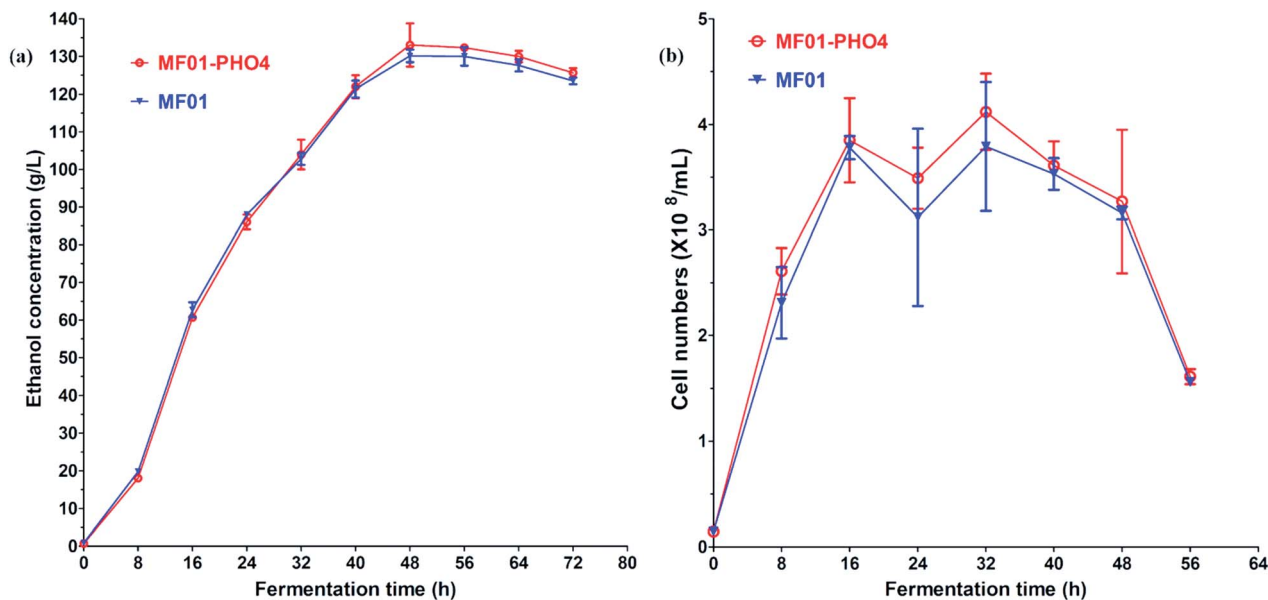 (a)
MF01-PHO4
MF01
Ethanol concentration (g/L)
140
130
120
110
100
90
80
70
60
50
40
30
20
10
0
0 8 16 24 32 40 48 56 64 72 80
Fermentation time (h)
(b)
MF01-PHO4
MF01
Cell numbers (X10 8/mL)
5
4
3
2
1
0
0 8 16 24 32 40 48 56 64
Fermentation time (h)